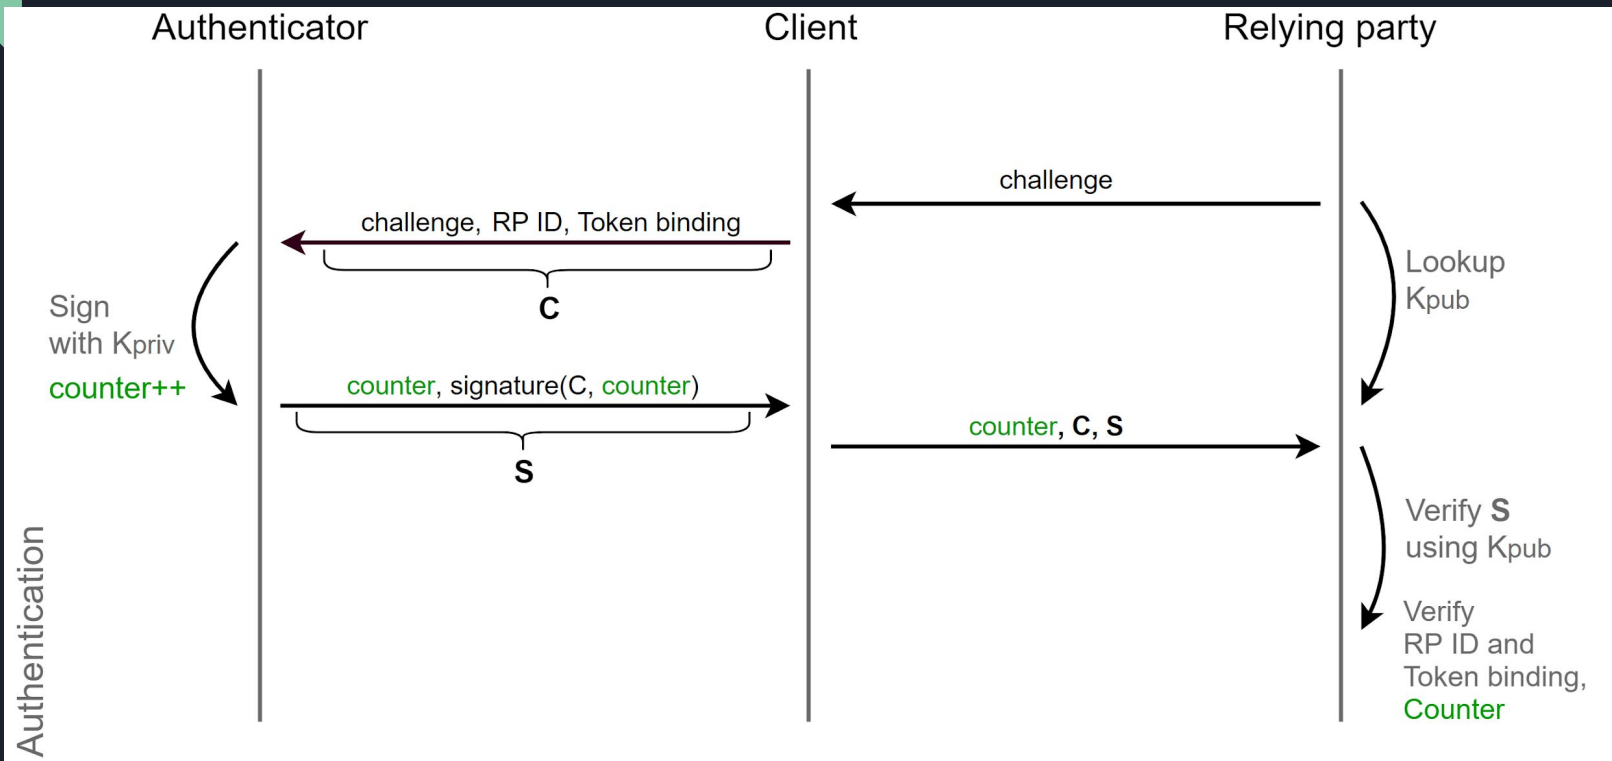 Authenticator
Client
Relying party
challenge
challenge, RP ID, Token binding
C
Lookup
Kpub
Sign
with Kpriv
counter++
counter, signature(C, counter)
S
counter, C, S
Verify S
using Kpub
Verify
RP ID and
Token binding,
Counter
Authentication